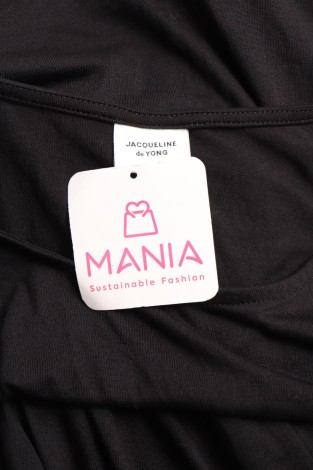 JACQUELINE
de YONG
MANIA
Sustainable Fashion